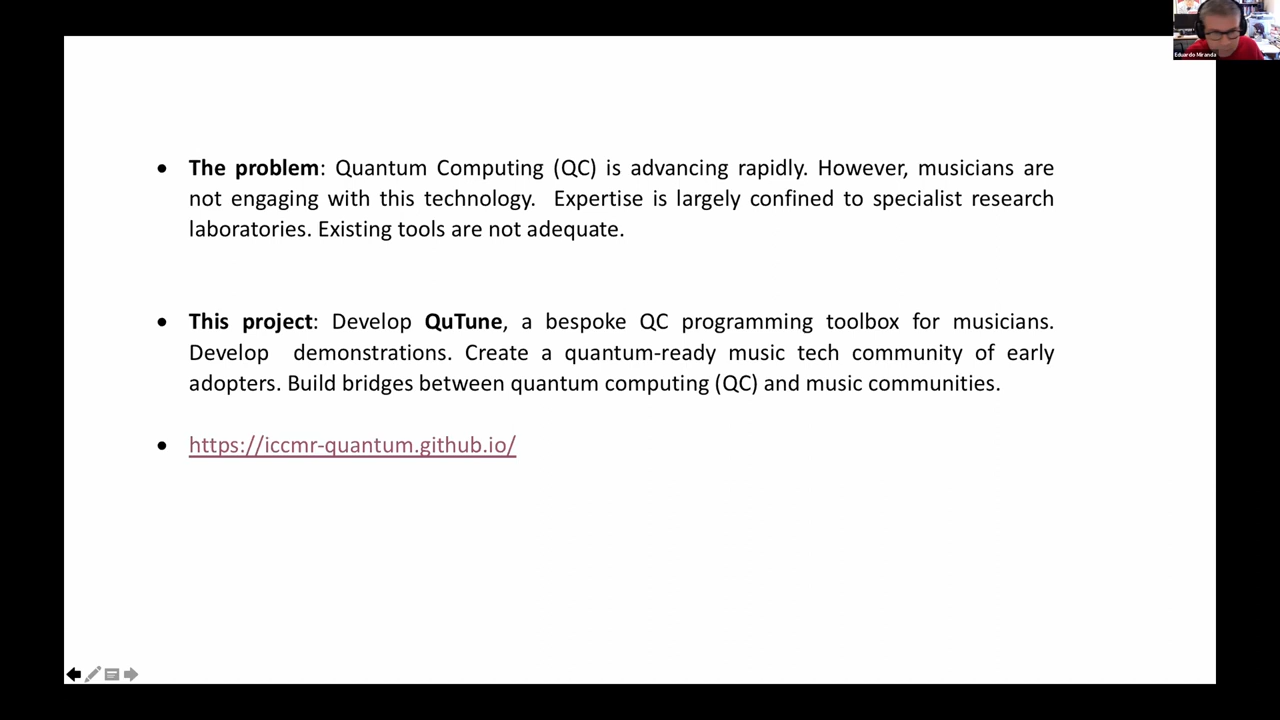 Eduardo Miranda
• The problem: Quantum Computing (QC) is advancing rapidly. However, musicians are
not engaging with this technology.  Expertise is largely confined to specialist research
laboratories. Existing tools are not adequate.
• This project: Develop QuTune, a bespoke QC programming toolbox for musicians.
Develop  demonstrations. Create a quantum-ready music tech community of early
adopters. Build bridges between quantum computing (QC) and music communities.
• https://iccmr-quantum.github.io/